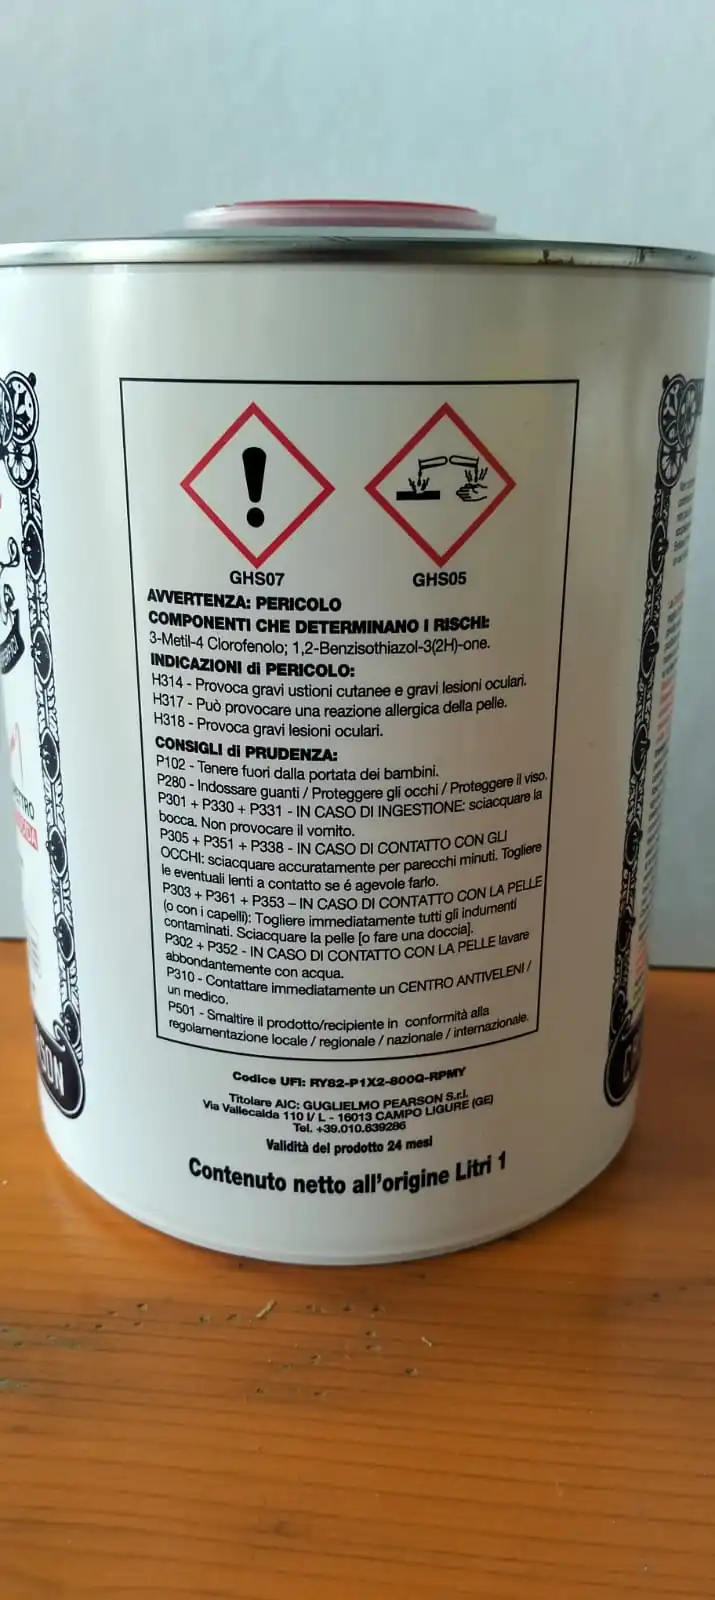 GHS07
GHS05
AVVERTENZA: PERICOLO
COMPONENTI CHE DETERMINANO I RISCHI:
3-Metil-4 Clorofenolo; 1,2-Benzisothiazol-3(2H)-one.
INDICAZIONI di PERICOLO:
H314 - Provoca gravi ustioni cutanee e gravi lesioni oculari.
H317 - Può provocare una reazione allergica della pelle.
H318 - Provoca gravi lesioni oculari.
CONSIGLI di PRUDENZA:
P102 - Tenere fuori dalla portata dei bambini.
P280 - Indossare guanti / Proteggere gli occhi / Proteggere il viso.
P301 + P330 + P331 - IN CASO DI INGESTIONE: sciacquare la
bocca. Non provocare il vomito.
P305 + P351 + P338 - IN CASO DI CONTATTO CON GLI
OCCHI: sciacquare accuratamente per parecchi minuti. Togliere
le eventuali lenti a contatto se é agevole farlo.
P303 + P361 + P353 – IN CASO DI CONTATTO CON LA PELLE
(o con i capelli): Togliere immediatamente tutti gli indumenti
contaminati. Sciacquare la pelle [o fare una doccia].
P302 + P352 - IN CASO DI CONTATTO CON LA PELLE lavare
abbondantemente con acqua.
P310 - Contattare immediatamente un CENTRO ANTIVELENI /
un medico.
P501 - Smaltire il prodotto/recipiente in conformità alla
regolamentazione locale / regionale / nazionale / internazionale.
Codice UFI: RY82-P1X2-800Q-RPMY
Titolare AIC: GUGLIELMO PEARSON S.r.l.
Via Vallecalda 110 I/ L - 16013 CAMPO LIGURE (GE)
Tel. +39.010.639286
Validità del prodotto 24 mesi
Contenuto netto all'origine Litri 1